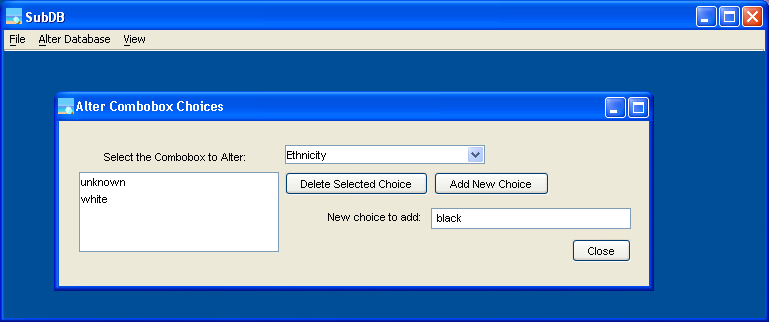 SubDB
File Alter Database View
Alter Combobox Choices
Select the Combobox to Alter: Ethnicity
unknown
white
Delete Selected Choice Add New Choice
New choice to add: black
Close